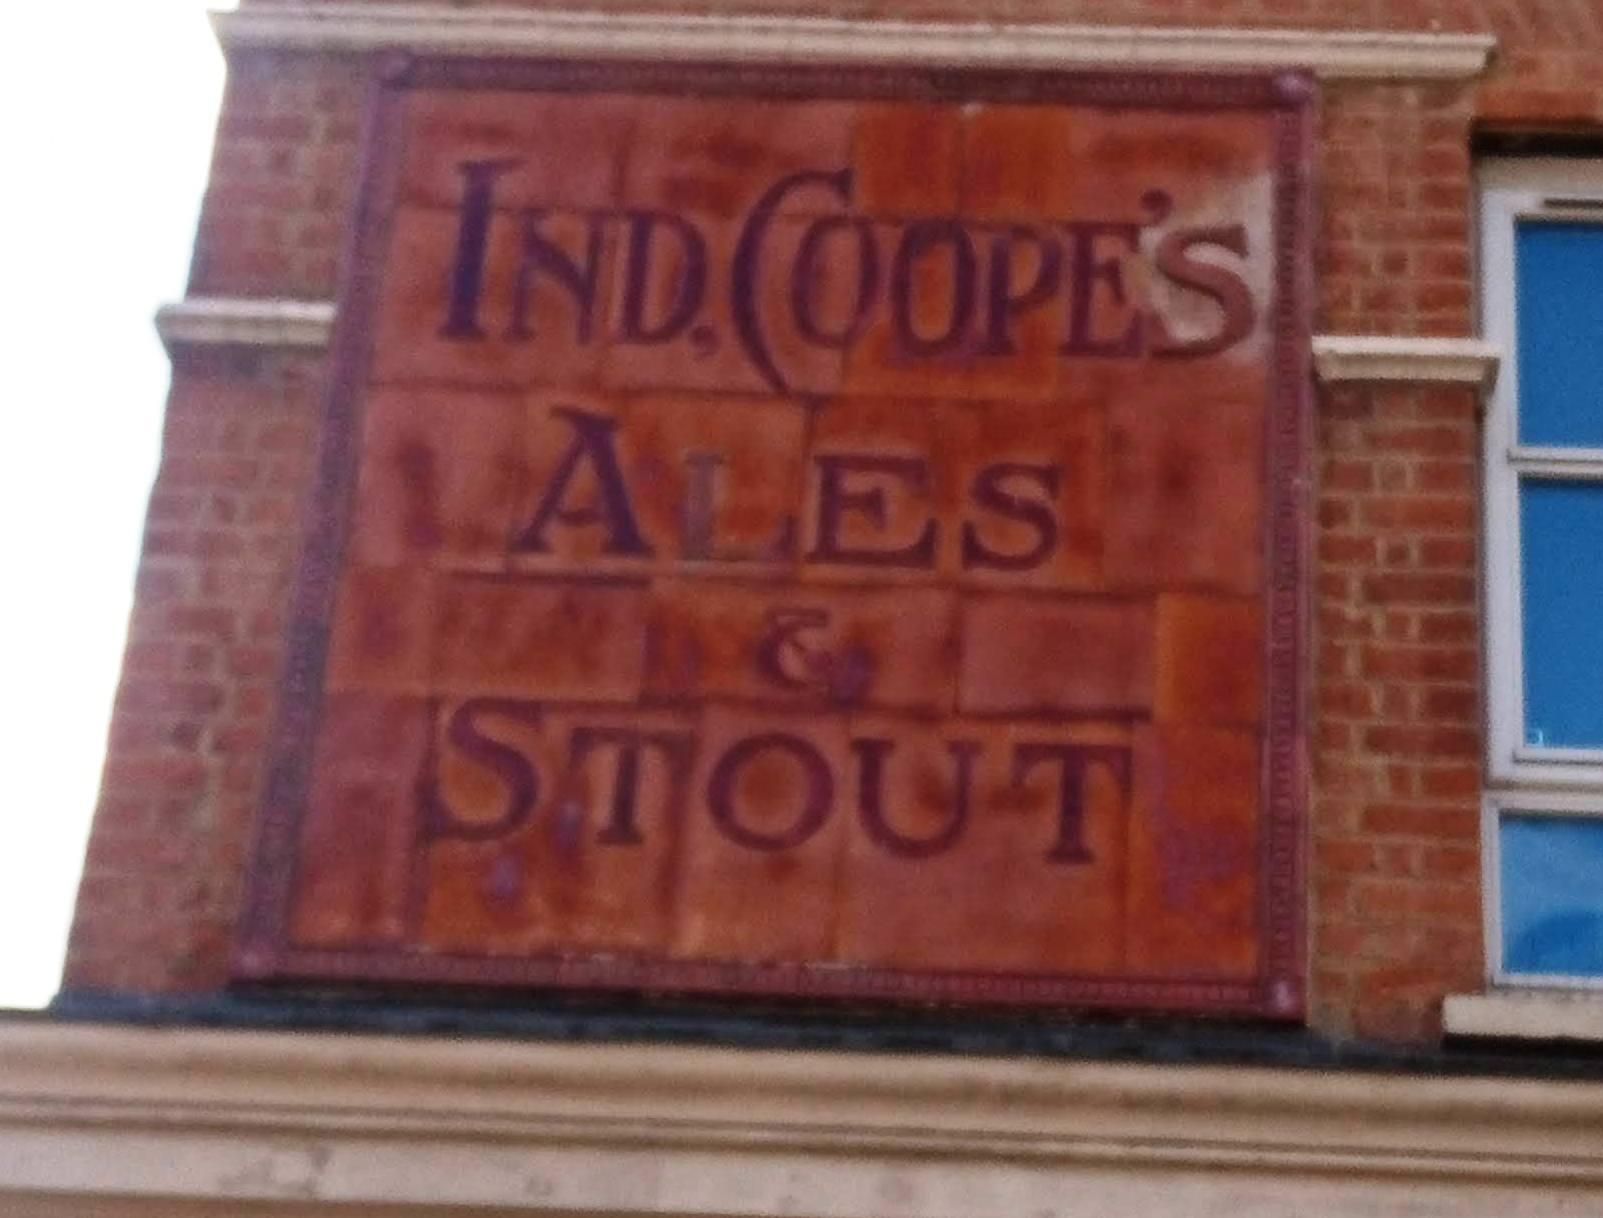 IND, COOPE'S
ALES
&
STOUT